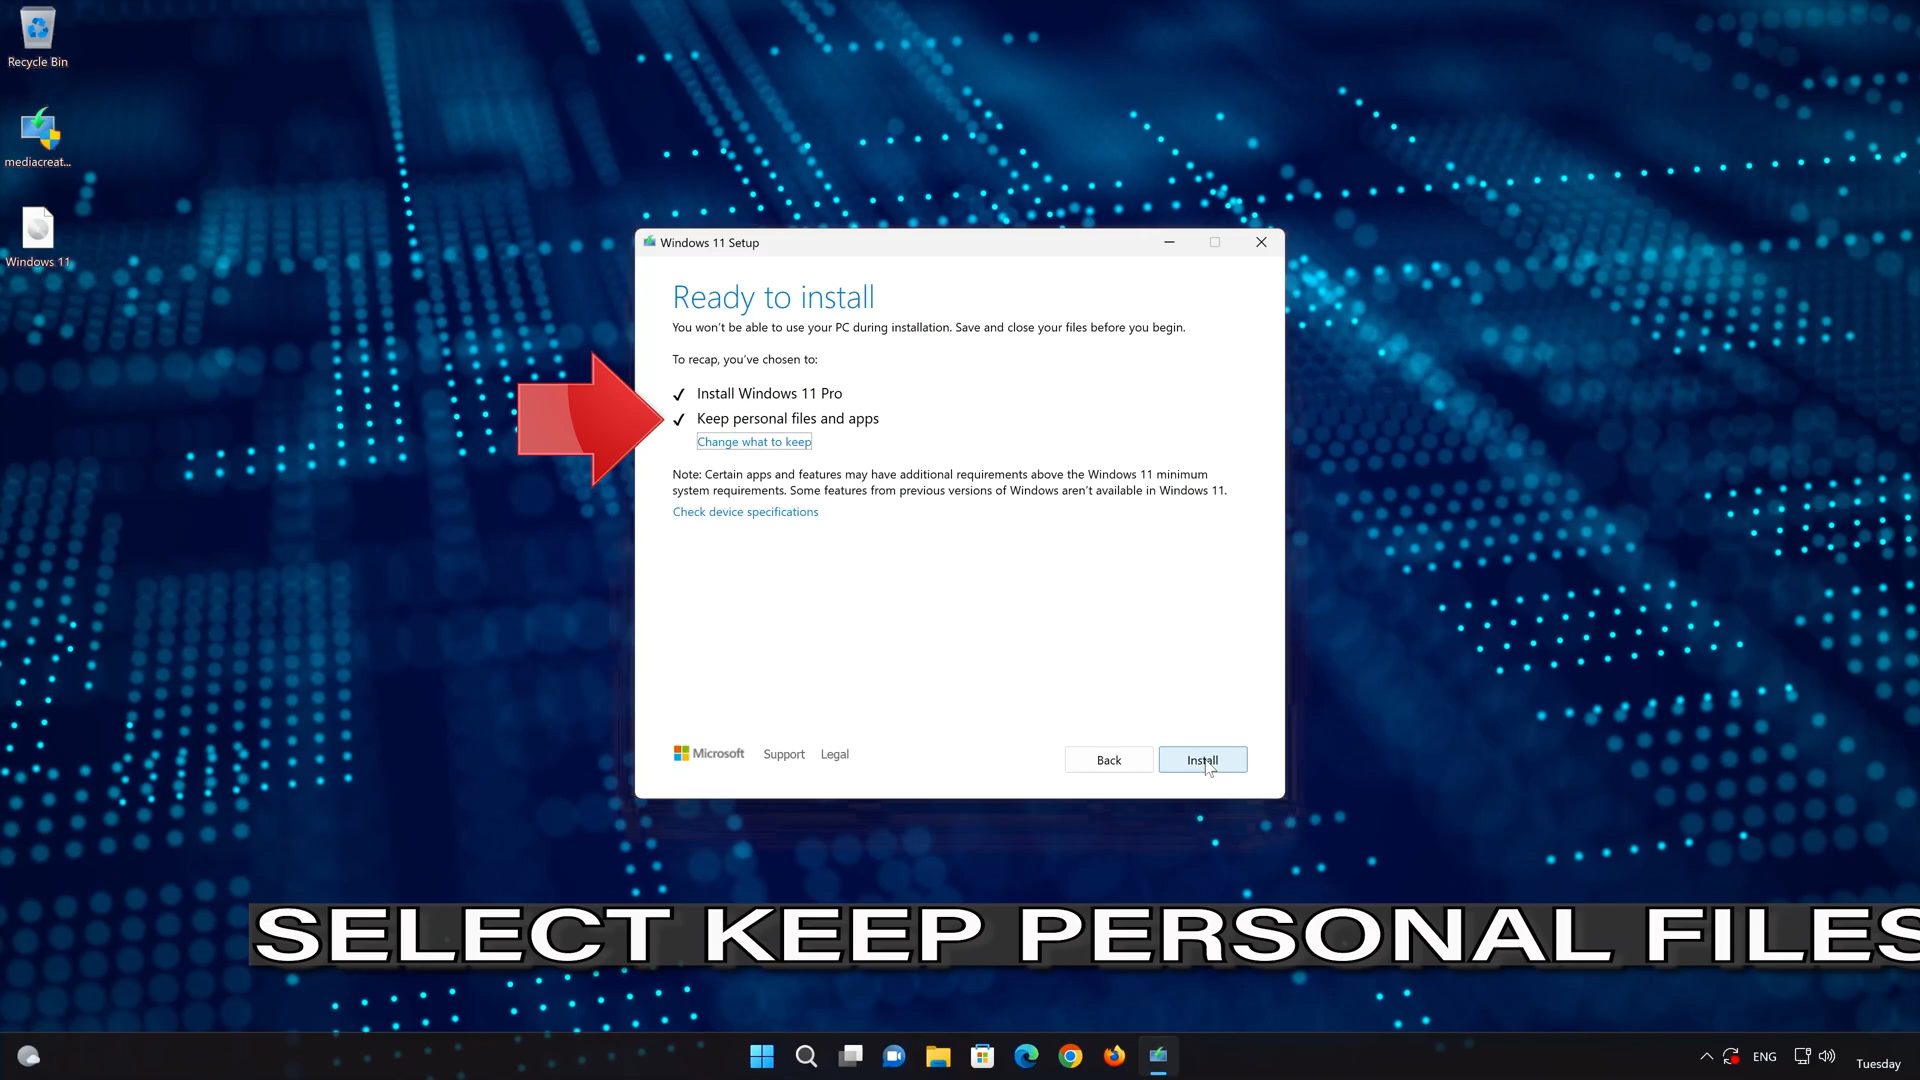 Recycle Bin
mediacreat...
Windows 11
Windows 11 Setup
Ready to install
You won't be able to use your PC during installation. Save and close your files before you begin.
To recap, you've chosen to:
Install Windows 11 Pro
Keep personal files and apps
Change what to keep
Note: Certain apps and features may have additional requirements above the Windows 11 minimum
system requirements. Some features from previous versions of Windows aren't available in Windows 11.
Check device specifications
Microsoft Support Legal
Back Install
SELECT KEEP PERSONAL FILES
ENG
Tuesday